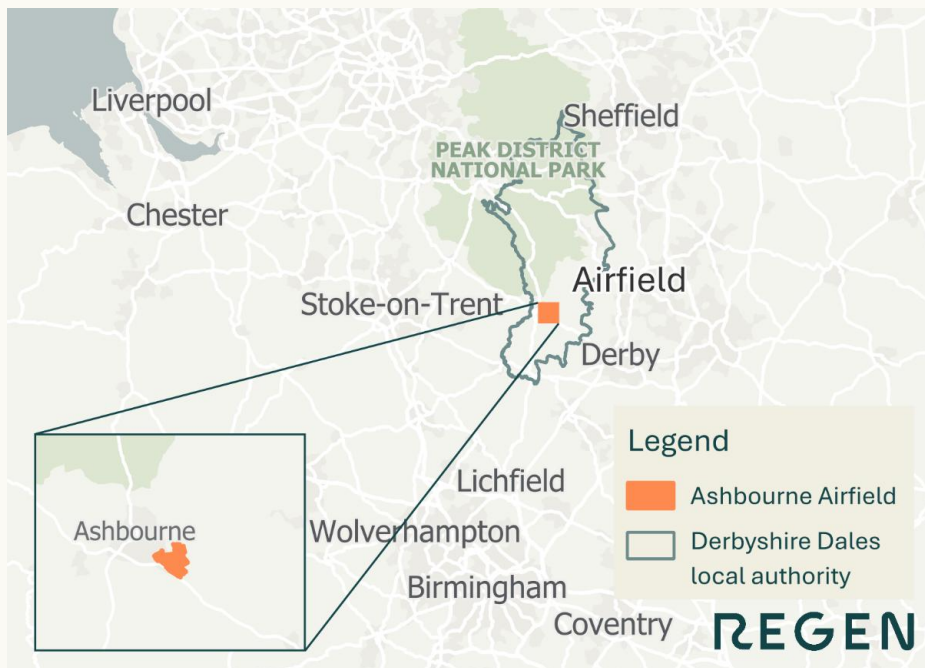 Liverpool
Sheffield
PEAK DISTRICT
NATIONAL PARK
Chester
Airfield
Stoke-on-Trent
Derby
Legend
Lichfield
Ashbourne Airfield
Ashbourne
Wolverhampton
Derbyshire Dales
local authority
Birmingham
Coventry
REGEN